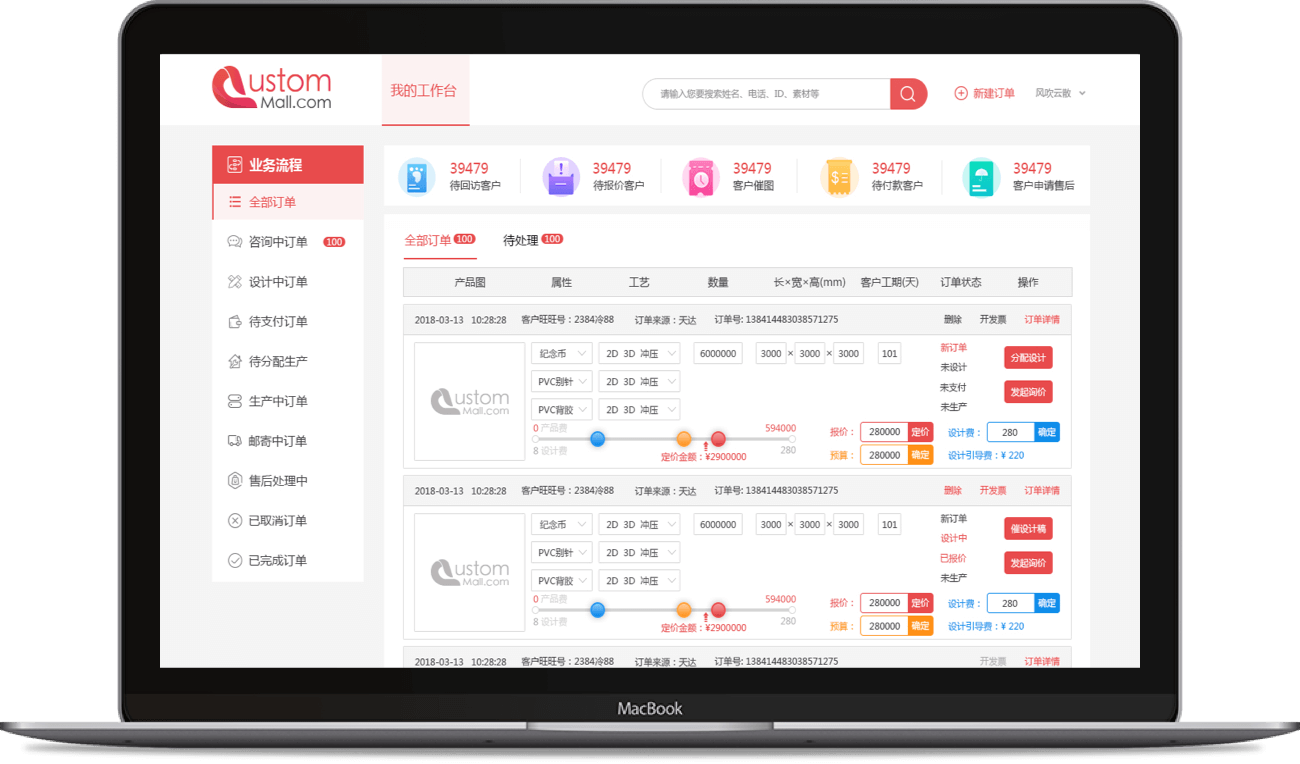 Custom
Mall.com
我的工作台
请输入您要搜索姓名、电话、ID、素材等
新建订单
风吹云散
业务流程
全部订单
咨询中订单 100
设计中订单
待支付订单
待分配生产
生产中订单
邮寄中订单
售后处理中
已取消订单
已完成订单
39479
待回访客户
39479
待报价客户
39479
客户催图
39479
待付款客户
39479
客户申请售后
全部订单 100 待处理 100
产品图 属性 工艺 数量 长×宽×高(mm) 客户工期(天) 订单状态 操作
2018-03-13 10:28:28 客户旺旺号：2384冷88 订单来源：天达 订单号: 138414483038571275 删除 开发票 订单详情
Custom
Mall.com
纪念币 2D 3D 冲压 6000000 3000 × 3000 × 3000 101
PVC别针 2D 3D 冲压
PVC背胶 2D 3D 冲压
新订单
未设计
未支付
未生产
分配设计
发起询价
0 产品费 594000
8 设计费 280
定价金额：¥2900000
报价： 280000 定价 设计费： 280 确定
预算： 280000 确定 设计引导费：¥ 220
2018-03-13 10:28:28 客户旺旺号：2384冷88 订单来源：天达 订单号: 138414483038571275 删除 开发票 订单详情
Custom
Mall.com
纪念币 2D 3D 冲压 6000000 3000 × 3000 × 3000 101
PVC别针 2D 3D 冲压
PVC背胶 2D 3D 冲压
新订单
设计中
已报价
未生产
催设计稿
发起询价
0 产品费 594000
8 设计费 280
定价金额：¥2900000
报价： 280000 定价 设计费： 280 确定
预算： 280000 确定 设计引导费：¥ 220
2018-03-13 10:28:28 客户旺旺号：2384冷88 订单来源：天达 订单号: 138414483038571275 开发票 订单详情
MacBook